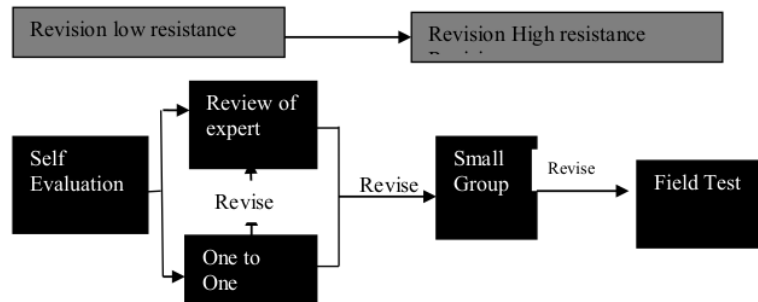 Revision low resistance
Revision High resistance
Review of
expert
Self
Evaluation
Revise
One to
One
Revise
Small
Group
Revise
Field Test